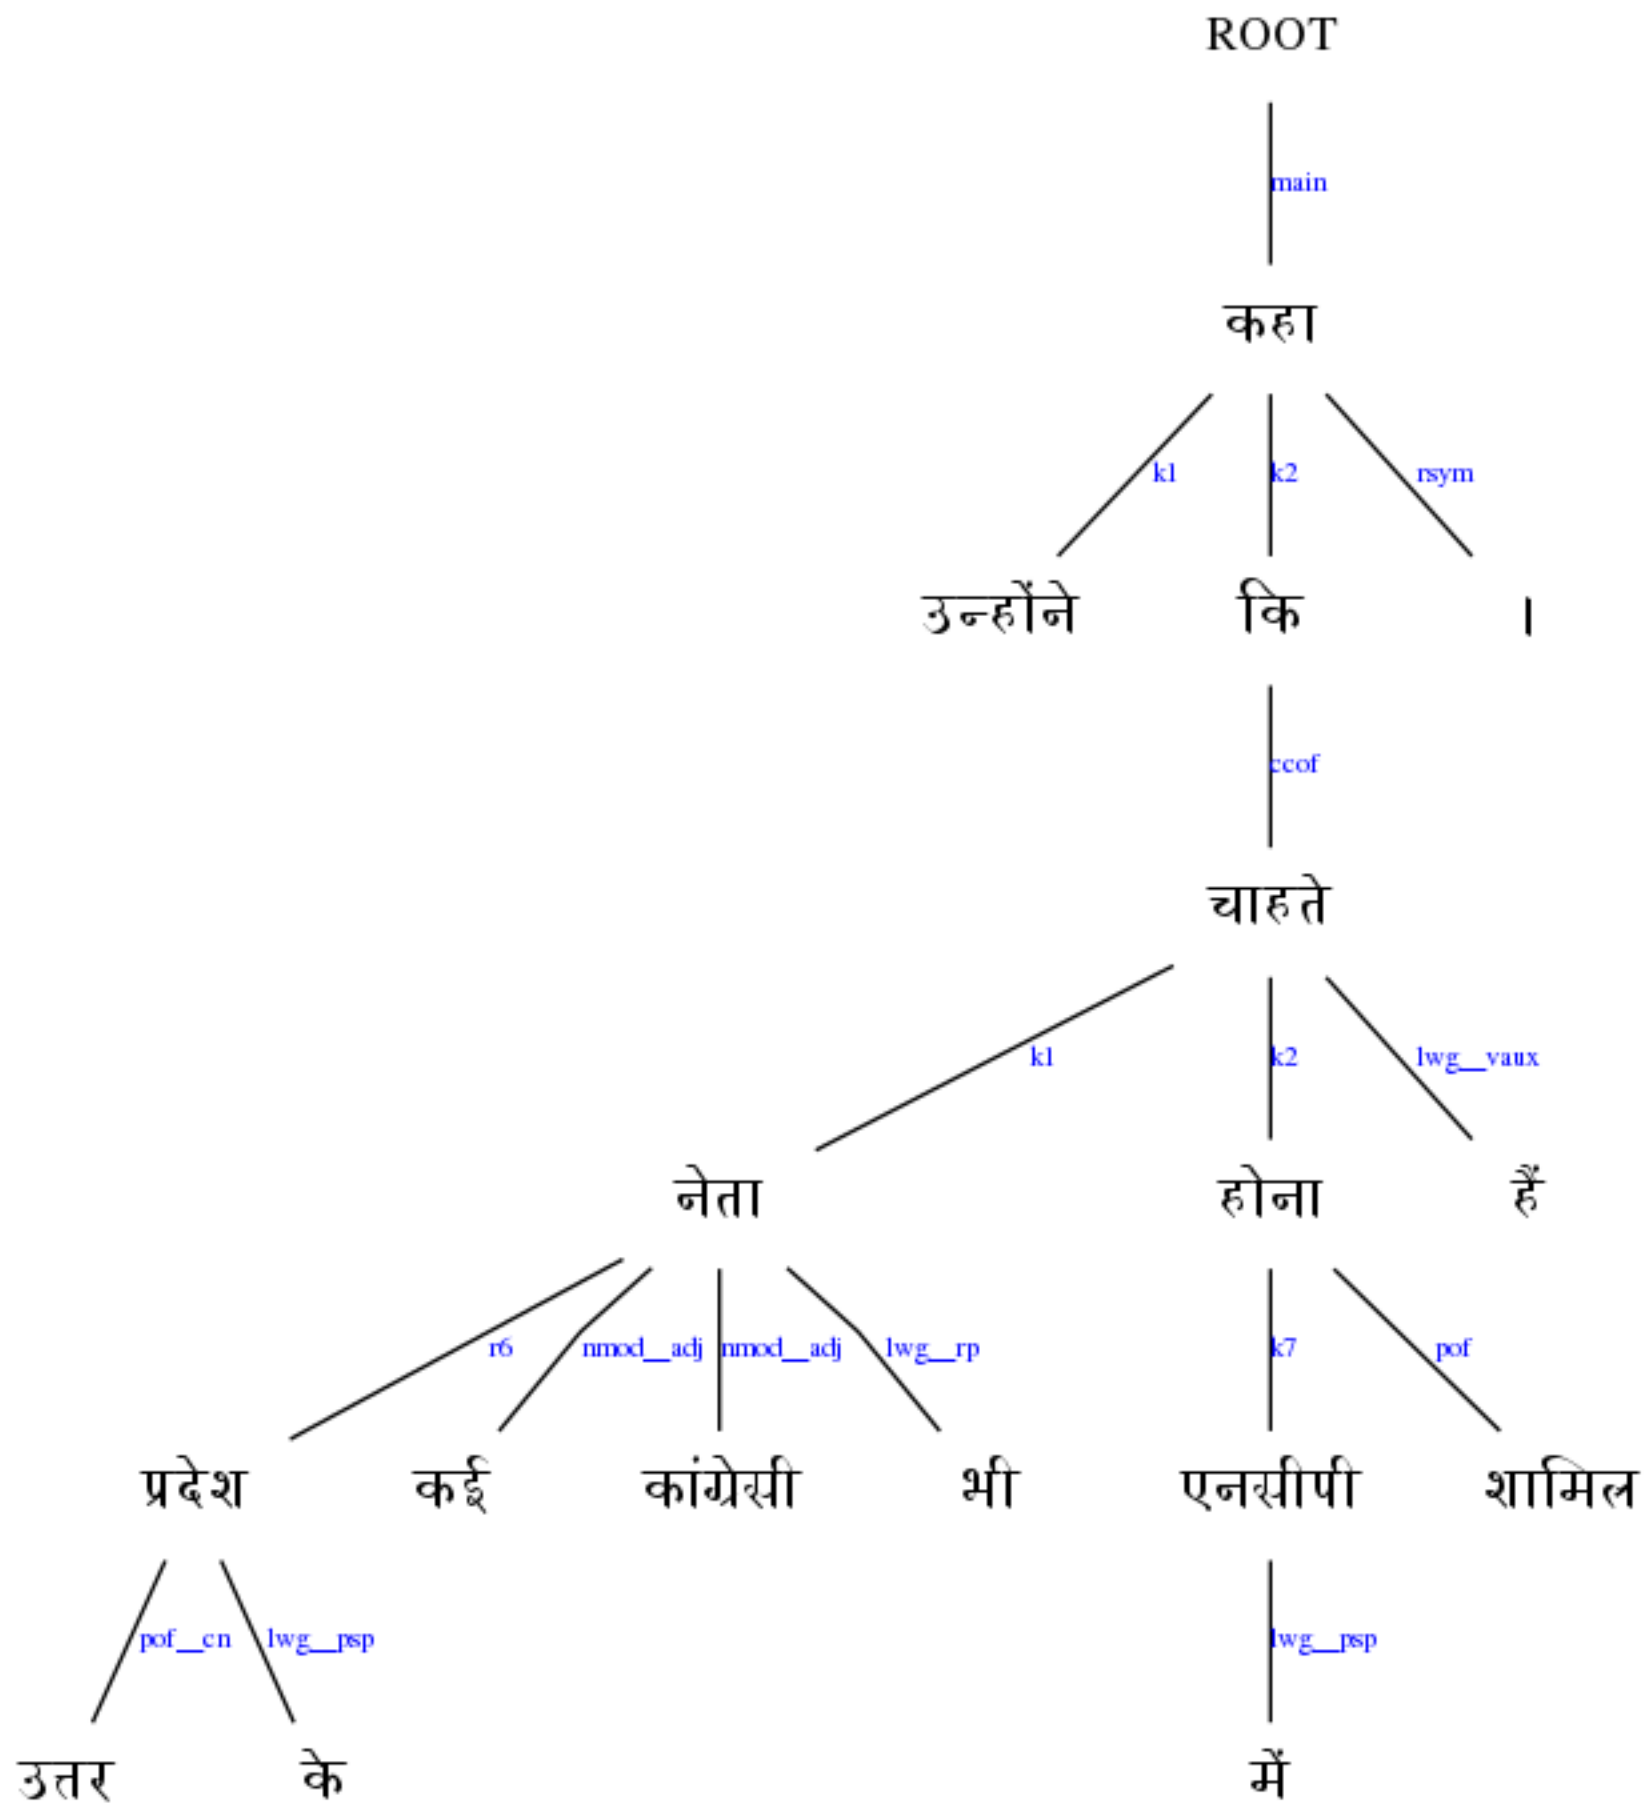 ROOT
main
कहा
k1 k2 rsym
उन्होंने कि ।
ccof
चाहते
k1 k2 lwg__vaux
नेता होना हैं
r6 nmod__adj nmod__adj lwg__rp k7 pof
प्रदेश कई कांग्रेसी भी एनसीपी शामिल
pof__cn lwg__psp lwg__psp
उत्तर के में